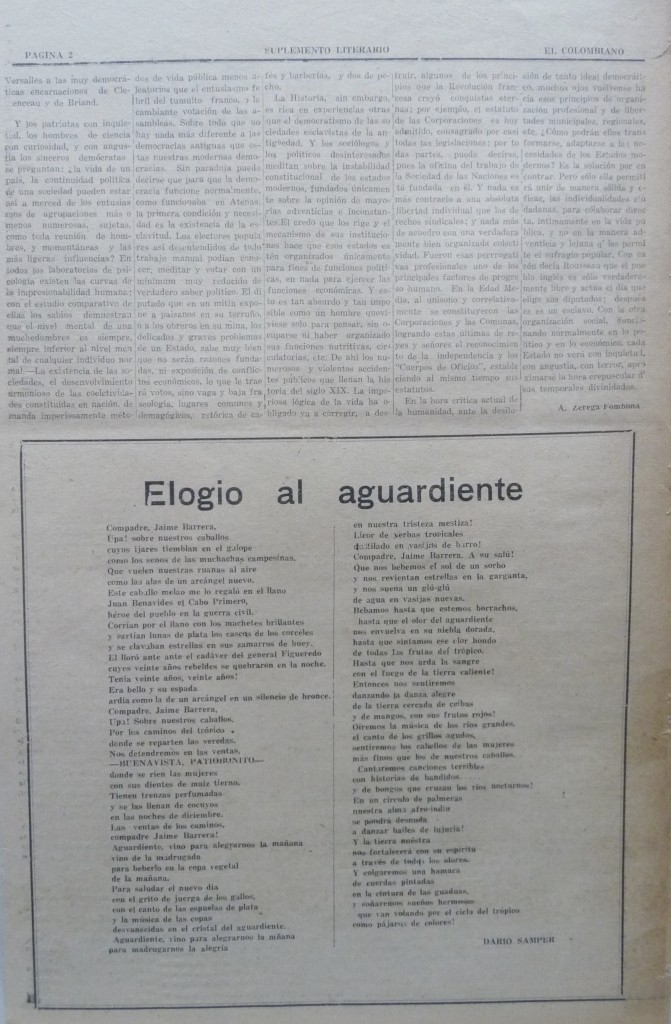 PAGINA 2 SUPLEMENTO LITERARIO EL COLOMBIANO
Versalles a las muy democrá-
ticas encarnaciones de Cle-
menceau y de Briand.
Y los patriotas con inquie-
tud, los hombres de ciencia
con curiosidad, y con angus-
tia los sinceros demócratas
se preguntan: ¿la vida de un
país, la continuidad política
de una sociedad pueden estar
así a merced de los entusias
mos de agrupaciones más o
menos numerosas, sujetas,
como toda reunión de hom-
bres, a momentáneas y las
más ligeras influencias? En
todos los laboratorios de psi-
cología existen las curvas de
la impresionabilidad humana:
con el estudio comparativo de
ellas los sabios demuestran
que el nivel mental de una
muchedumbre es siempre,
siempre inferior al nivel men
tal de cualquier individuo nor
mal.—La existencia de las so-
ciedades, el desenvolvimiento
armonioso de las colectivida-
des constituidas en nación, de
manda imperiosamente méto-
dos de vida pública menos a-
leatorios que el entusiasmo fe
bril del tumulto franco, y la
cambiante votación de las a-
sambleas. Sobre todo que no
hay nada más diferente a las
democracias antiguas que es-
tas nuestras modernas demo-
cracias. Sin paradoja puede
decirse que para que la demo-
cracia funcione normalmente,
como funcionaba en Atenas,
la primera condición y necesi-
dad es la existencia de la es-
clavitud. Los electores popula
res así desentendidos de todo
trabajo manual podían cono-
cer, meditar y votar con un
mínimum muy reducido de
verdadero saber político. El di
putado que en un mitin expo-
ne a paisanos en su terruño,
o a los obreros en su mina, los
delicados y graves problemas
de un Estado, sabe muy bien
que no serán razones funda-
das, ni exposición de conflic-
tos económicos, lo que le trae
rá votos, sino vaga y baja fra
seología, lugares comunes y
demagógicos, retórica de ca-
fés y barberías, y dos de pe-
cho.
La Historia, sin embargo,
es rica en experiencias otras
que el democratismo de las so
ciedades esclavistas de la an-
tigüedad. Y los sociólogos y
los políticos desinteresados
meditan sobre la instabilidad
constitucional de los estados
modernos, fundados únicamen
te sobre la opinión de mayo-
rías adventicias e inconstan-
tes. El credo que los rige y el
mecanismo de sus institucio-
nes hace que esos estados es
tén organizados únicamente
para fines de funciones políti-
cas, en nada para ejercer las
funciones económicas. Y es-
to es tan absurdo y tan impo
sible como un hombre que vi-
viese solo para pensar, sin o-
cuparse ni haber organizado
sus funciones nutritivas, cir-
culatorias, etc. De ahí los nu-
merosos y violentos acciden-
tes públicos que llenan la his
toria del siglo XIX. La impe-
riosa lógica de la vida ha o-
bligado ya a corregir, a des-
truir, algunos de los princi-
pios que la Revolución fran-
cesa creyó conquistas eter-
nas: por ejemplo, el estatuto
de las Corporaciones es hoy
admitido, consagrado por casi
todas las legislaciones: por to
das partes, puede decirse,
pues la oficina del trabajo de
la Sociedad de las Naciones es
tá fundada en él. Y nada es
más contrario a una absoluta
libertad individual que los de-
rechos sindicales; y nada más
de acuerdo con una verdadera
mente bien organizada colecti
vidad. Fueron esas perrogati
vas profesionales uno de los
principales factores de progre
so humano. En la Edad Me-
dia, al unísono y correlativa-
mente se constituyeron las
Corporaciones y las Comunas,
logrando estas últimas de re-
yes y señores el reconocimien
to de la independencia y los
"Cuerpos de Oficios", estable
ciendo al mismo tiempo sus
estatutos.
En la hora crítica actual de
la humanidad, ante la desilu-
sión de tanto ideal democráti-
co, muchos ojos vuélvense ha
cia esos principios de organi-
zación profesional y de liber-
tades municipales, regionales,
etc. ¿Cómo podrán ellos trans
formarse, adaptarse a las ne-
cesidades de los Estados mo-
dernos? Es la solución por en
contrar. Pero sólo ella permiti
rá unir de manera sólida y e-
ficas, las individualidades ciu
dadanas, para colaborar direc
ta, íntimamente en la vida pú
blica, y no en la manera ad-
venticia y lejana q' les permi
te el sufragio popular. Con ra
zón decía Rousseau que el pue
blo inglés es sólo verdadera-
mente libre y actúa el día que
elige sus diputados; después
es un esclavo. Con la otra
organización social, funcio-
nando normalmente en lo po-
lítico y en lo económico, cada
Estado no verá con inquietud,
con angustia, con terror, apro
ximarse la hora crepuscular de
sus temporales divinidades.
A. Zerega Fombona
Elogio al aguardiente
Compadre, Jaime Barrera,
Upa! sobre nuestros caballos
cuyos ijares tiemblan en el galope
como los senos de las muchachas campesinas.
Que vuelen nuestras ruanas al aire
como las alas de un arcángel nuevo.
Este caballo melao me lo regaló en el llano
Juan Benavides el Cabo Primero,
héroe del pueblo en la guerra civil.
Corrían por el llano con los machetes brillantes
y partían lunas de plata los cascos de los corceles
y se clavaban estrellas en sus zamarros de buey.
El lloró ante ante el cadáver del general Figueredo
cuyos veinte años rebeldes se quebraron en la noche.
Tenía veinte años, veinte años!
Era bello y su espada
ardía como la de un arcángel en un silencio de bronce.
Compadre, Jaime Barrera,
Upa! Sobre nuestros caballos.
Por los caminos del trópico
donde se reparten las veredas.
Nos detendremos en las ventas.
—BUENAVISTA, PATIOBONITO—
donde se ríen las mujeres
con sus dientes de maíz tierno.
Tienen trenzas perfumadas
y se las llenan de cocuyos
en las noches de diciembre.
Las ventas de los caminos,
compadre Jaime Barrera!
Aguardiente, vino para alegrarnos la mañana
vino de la madrugada
para beberlo en la copa vegetal
de la mañana.
Para saludar el nuevo día
con el grito de juerga de los gallos,
con el canto de las espuelas de plata
y la música de las copas
desvanecidas en el cristal del aguardiente.
Aguardiente, vino para alegrarnos la mñana
para madrugarnos la alegría
en nuestra tristeza mestiza!
Licor de yerbas tropicales
destilado en vasijas de barro!
Compadre, Jaime Barrera. A su salú!
Que nos bebemos el sol de un sorbo
y nos revientan estrellas en la garganta,
y nos suena un glú-glú
de agua en vasijas nuevas.
Bebamos hasta que estemos borrachos,
hasta que el olor del aguardiente
nos envuelva en su niebla dorada,
hasta que sintamos ese olor hondo
de todas las frutas del trópico.
Hasta que nos arda la sangre
con el fuego de la tierra caliente!
Entonces nos sentiremos
danzando la danza alegre
de la tierra cercada de ceibas
y de mangos, con sus frutos rojos!
Oiremos la música de los ríos grandes,
el canto de los grillos agudos,
sentiremos los cabellos de las mujeres
más finos que los de nuestros caballos.
Cantaremos canciones terribles
con historias de bandidos
y de bongos que cruzan los ríos nocturnos!
En un círculo de palmeras
nuestra alma afro-india
se pondrá desnuda
a danzar bailes de lujuria!
Y la tierra nuestra
nos fortalecerá con su espíritu
a través de todos los olores.
Y colgaremos una hamaca
de cuerdas pintadas
en la cintura de las guaduas,
y soñaremos sueños hermosos
que van volando por el cielo del trópico
como pájaros de colores!
DARIO SAMPER